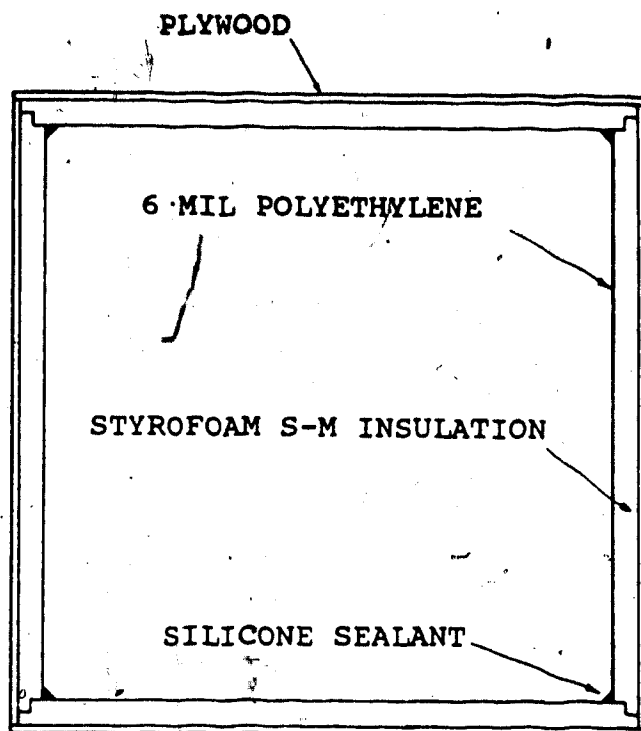 PLYWOOD
6 MIL POLYETHYLENE
STYROFOAM S-M INSULATION
SILICONE SEALANT